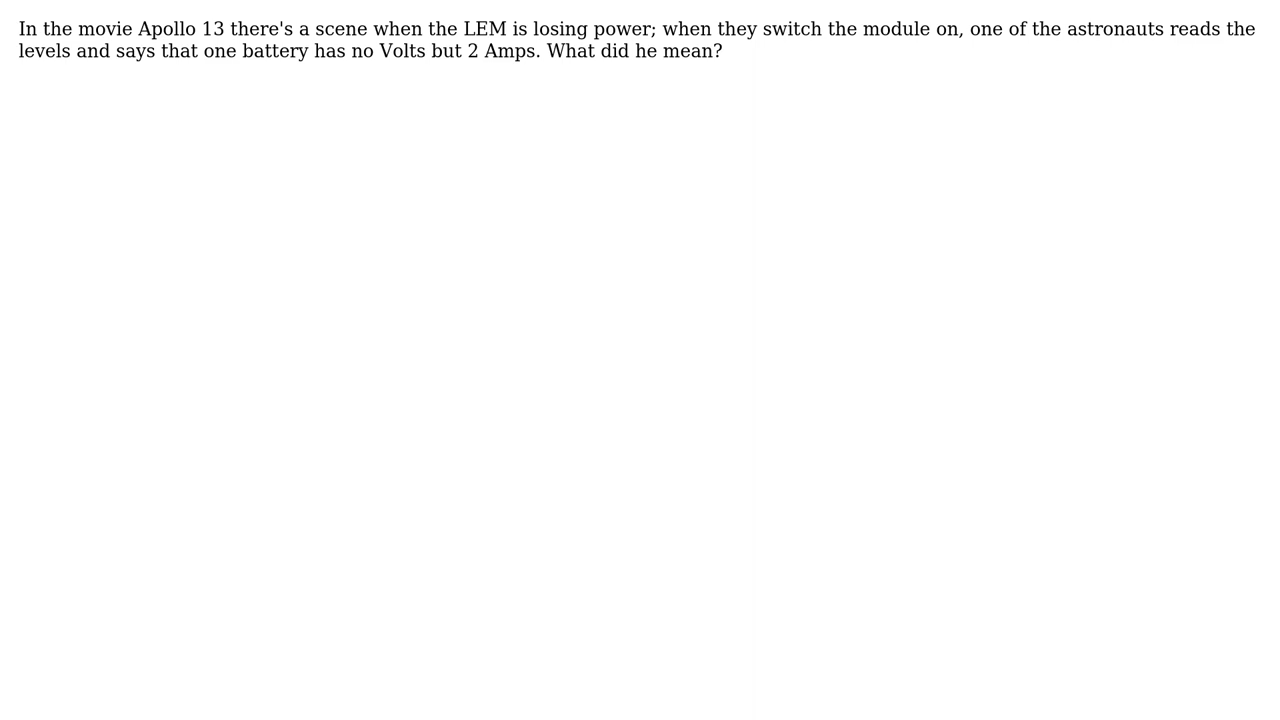 In the movie Apollo 13 there's a scene when the LEM is losing power; when they switch the module on, one of the astronauts reads the
levels and says that one battery has no Volts but 2 Amps. What did he mean?